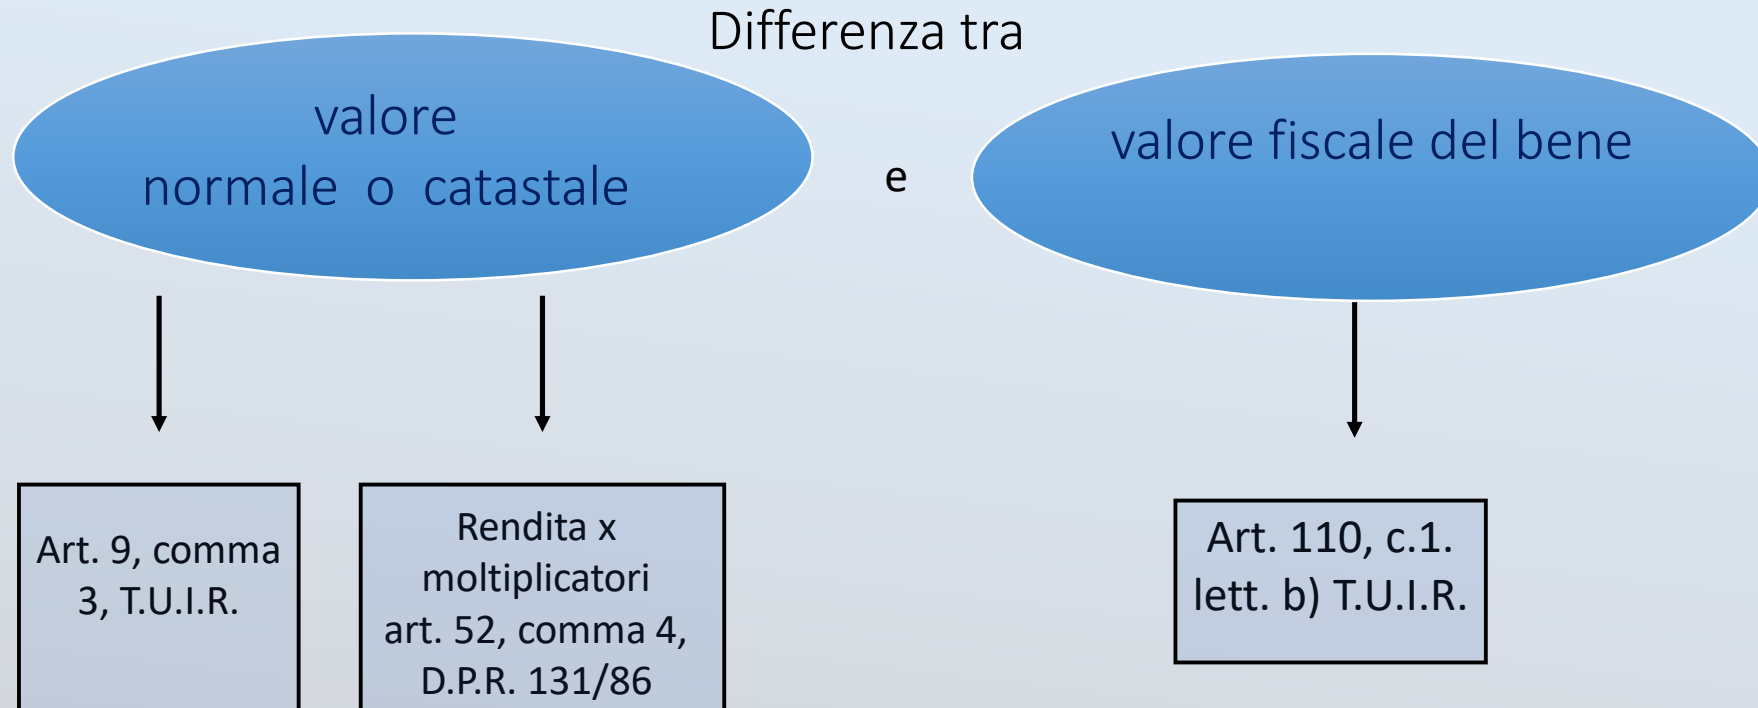 Differenza tra
valore
normale o catastale
e
valore fiscale del bene
Art. 9, comma
3, T.U.I.R.
Rendita x
moltiplicatori
art. 52, comma 4,
D.P.R. 131/86
Art. 110, c.1.
lett. b) T.U.I.R.